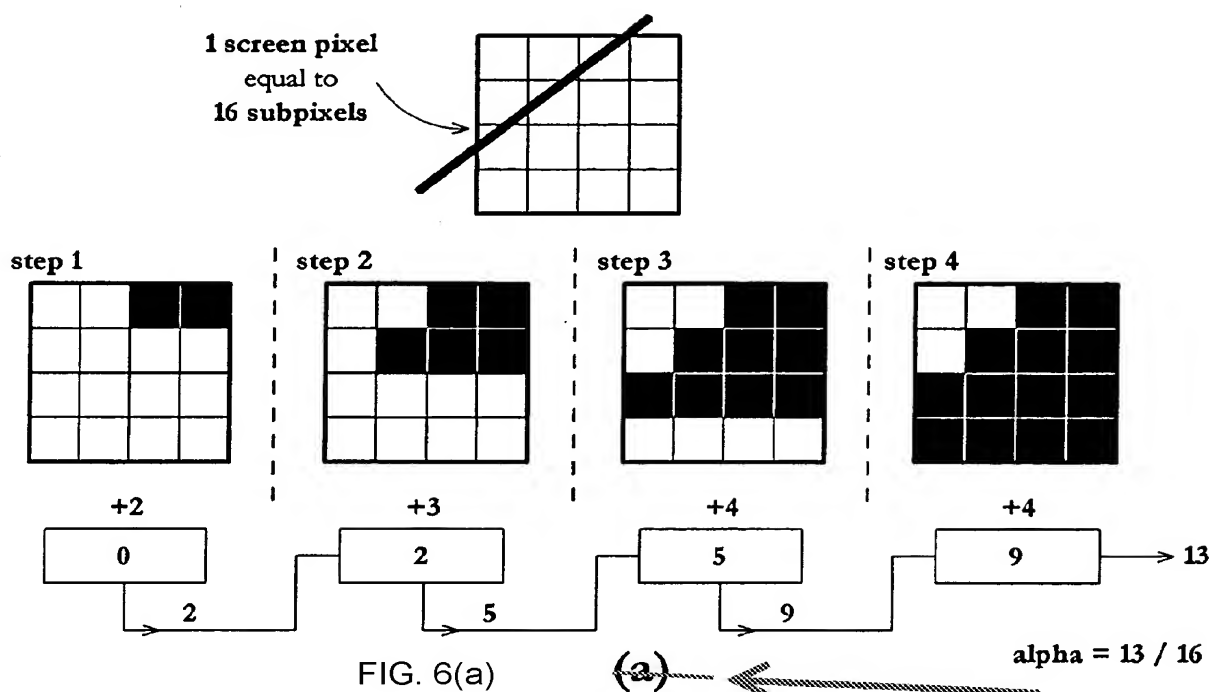 1 screen pixel
equal to
16 subpixels
step 1
step 2
step 3
step 4
+2
+3
+4
+4
0
2
5
9
13
2
5
9
alpha = 13 / 16
FIG. 6(a)
(a)